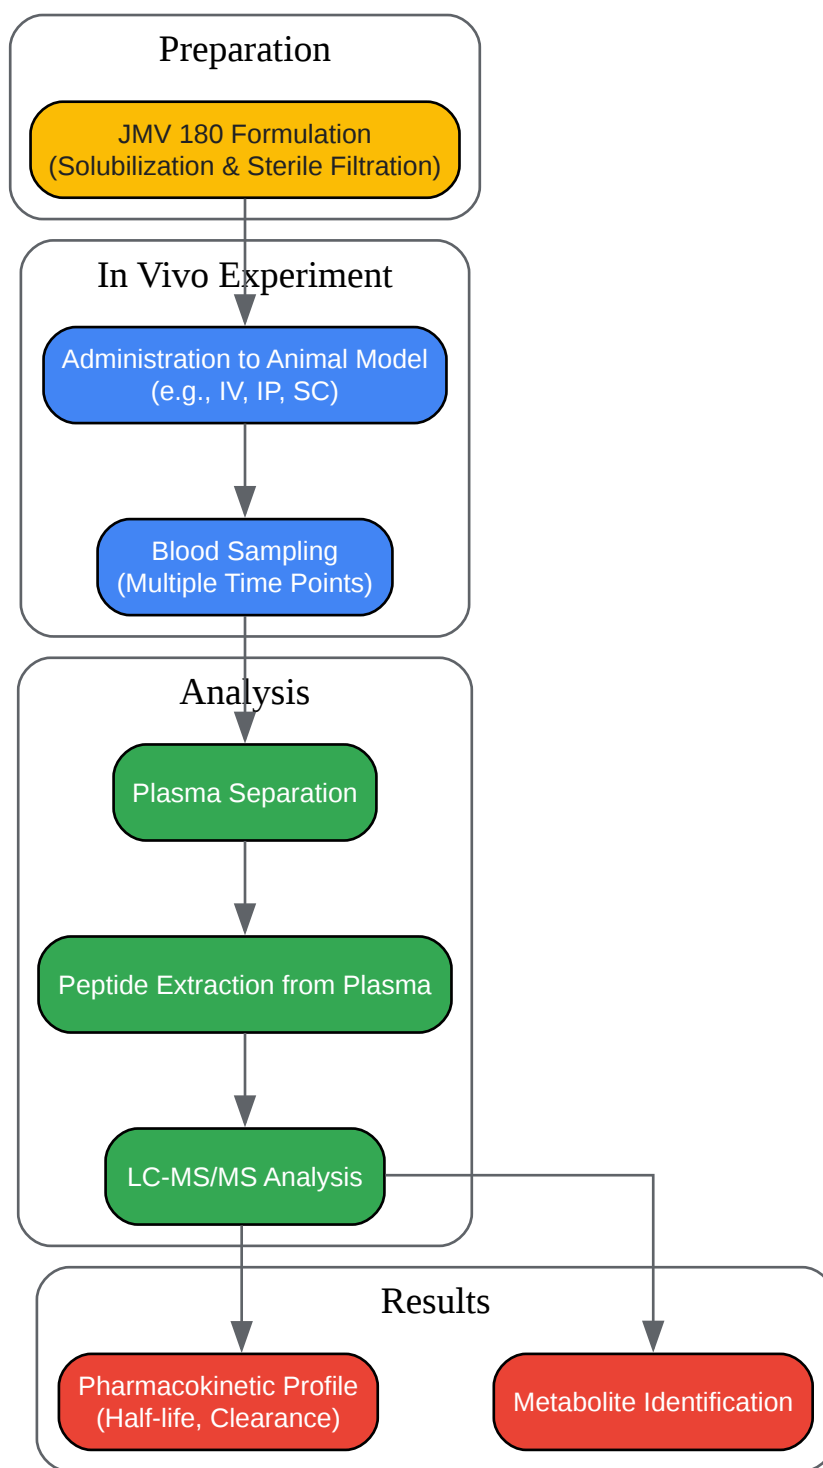 Preparation
JMV 180 Formulation
(Solubilization & Sterile Filtration)
In Vivo Experiment
Administration to Animal Model
(e.g., IV, IP, SC)
Blood Sampling
(Multiple Time Points)
Analysis
Plasma Separation
Peptide Extraction from Plasma
LC-MS/MS Analysis
Results
Pharmacokinetic Profile
(Half-life, Clearance)
Metabolite Identification